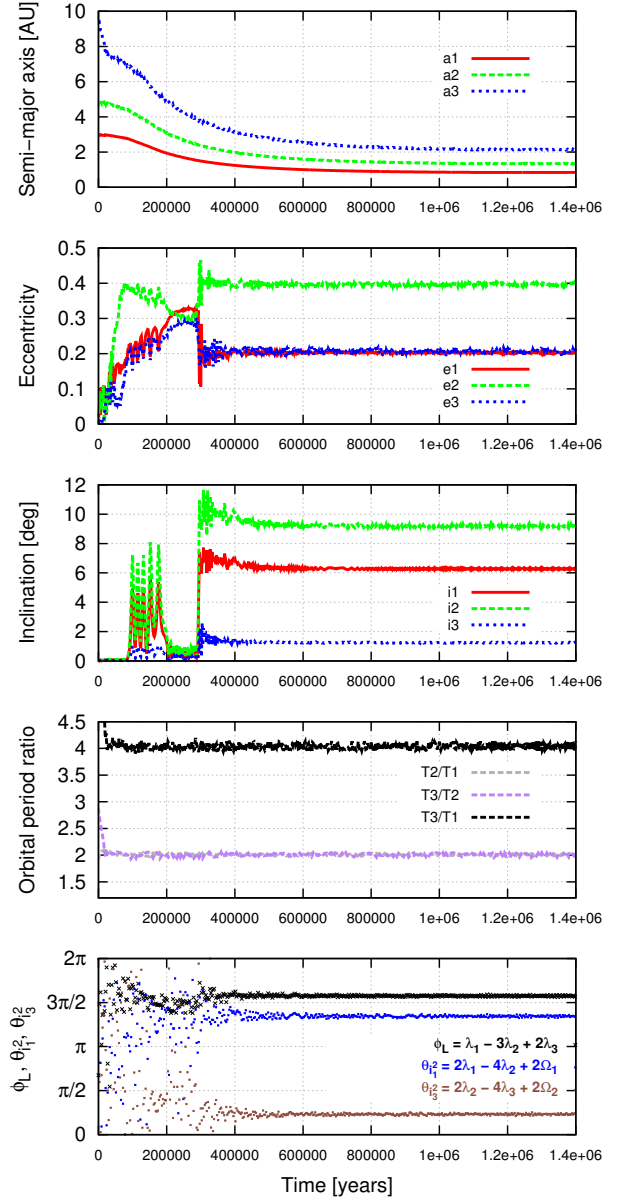 Semi−major axis [AU]
10
8
6
4
2
0
a1
a2
a3
0 200000 400000 600000 800000 1e+06 1.2e+06 1.4e+06
Eccentricity
0.5
0.4
0.3
0.2
0.1
0
e1
e2
e3
0 200000 400000 600000 800000 1e+06 1.2e+06 1.4e+06
Inclination [deg]
12
10
8
6
4
2
0
i1
i2
i3
0 200000 400000 600000 800000 1e+06 1.2e+06 1.4e+06
Orbital period ratio
4.5
4
3.5
3
2.5
2
1.5
T2/T1
T3/T2
T3/T1
0 200000 400000 600000 800000 1e+06 1.2e+06 1.4e+06
ϕL, θi₁², θi₃²
2π
3π/2
π
π/2
0
ϕL = λ1 − 3λ2 + 2λ3
θi₁² = 2λ1 − 4λ2 + 2Ω1
θi₃² = 2λ2 − 4λ3 + 2Ω2
0 200000 400000 600000 800000 1e+06 1.2e+06 1.4e+06
Time [years]